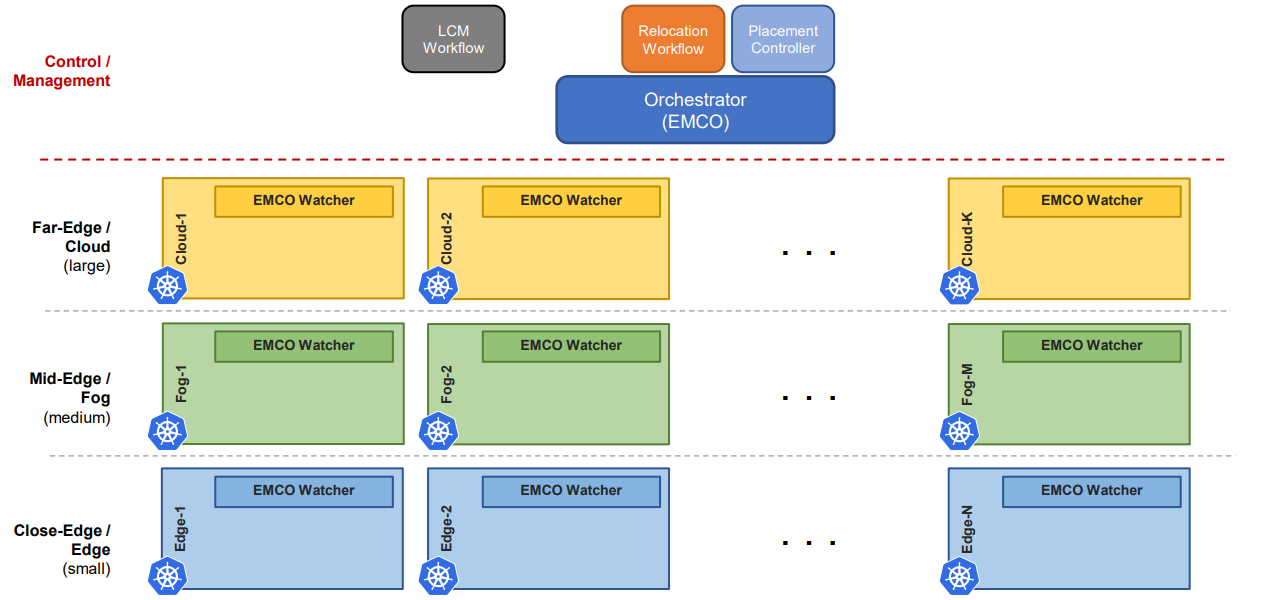 LCM
Workflow
Relocation
Workflow
Placement
Controller
Control /
Management
Orchestrator
(EMCO)
EMCO Watcher
EMCO Watcher
EMCO Watcher
Far-Edge /
Cloud
(large)
Cloud-1
Cloud-2
. . .
Cloud-K
EMCO Watcher
EMCO Watcher
EMCO Watcher
Mid-Edge /
Fog
(medium)
Fog-1
Fog-2
. . .
Fog-M
EMCO Watcher
EMCO Watcher
EMCO Watcher
Close-Edge /
Edge
(small)
Edge-1
Edge-2
. . .
Edge-N